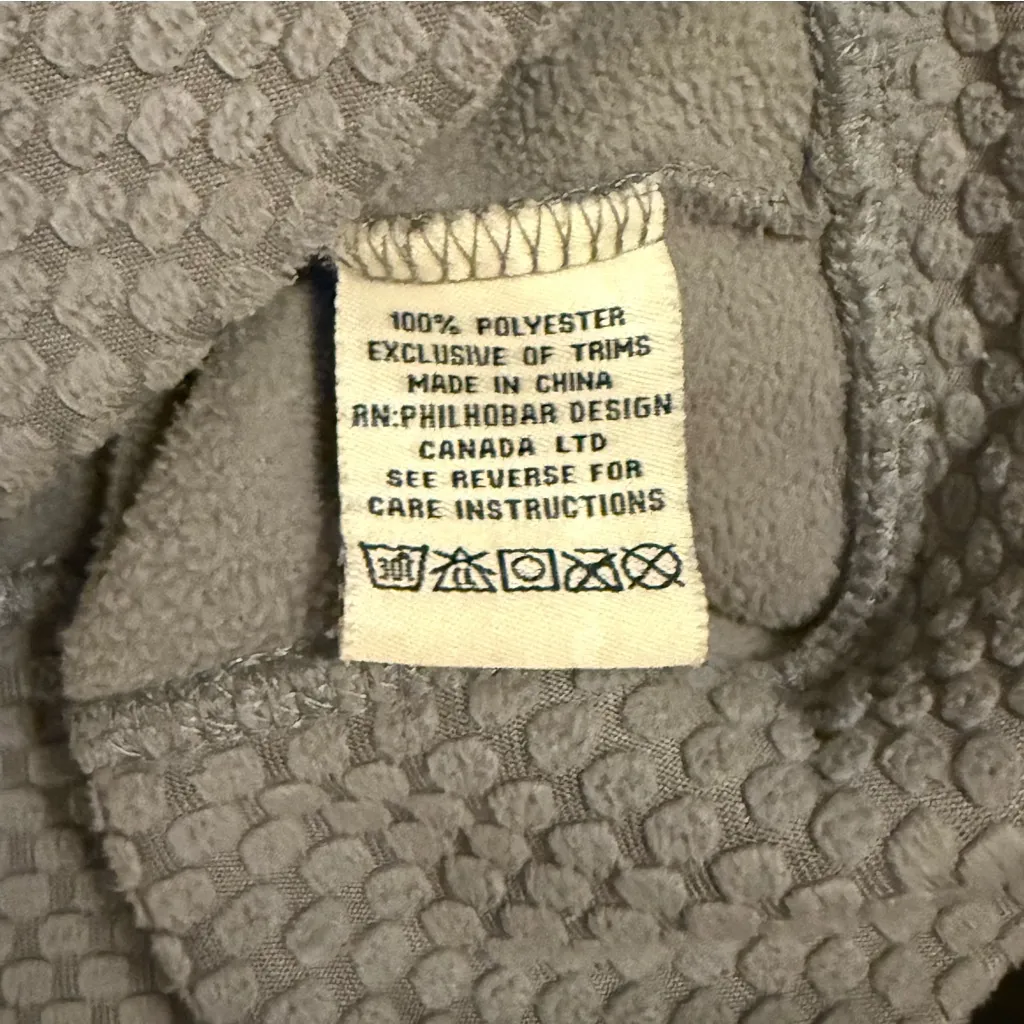 100% POLYESTER
EXCLUSIVE OF TRIMS
MADE IN CHINA
RN:PHILHOBAR DESIGN
CANADA LTD
SEE REVERSE FOR
CARE INSTRUCTIONS
30
CL